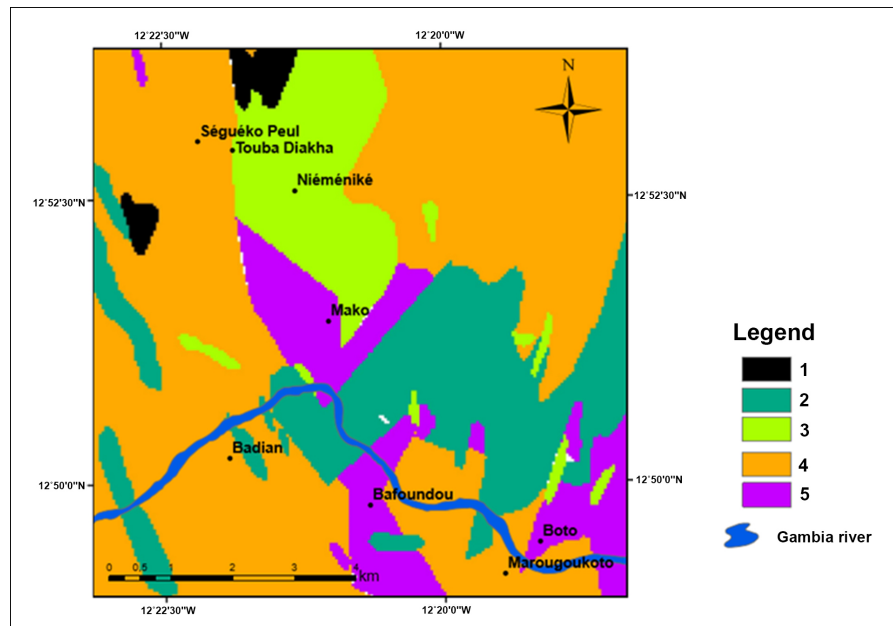 12°22'30"W
12°20'0"W
N
Séguéko Peul
Touba Diakha
Niéméniké
12°52'30"N
12°52'30"N
Mako
Legend
1
2
3
4
5
Gambia river
Badian
12°50'0"N
12°50'0"N
Bafoundou
Boto
Marougoukoto
0 0.5 1 2 3 4
km
12°22'30"W
12°20'0"W